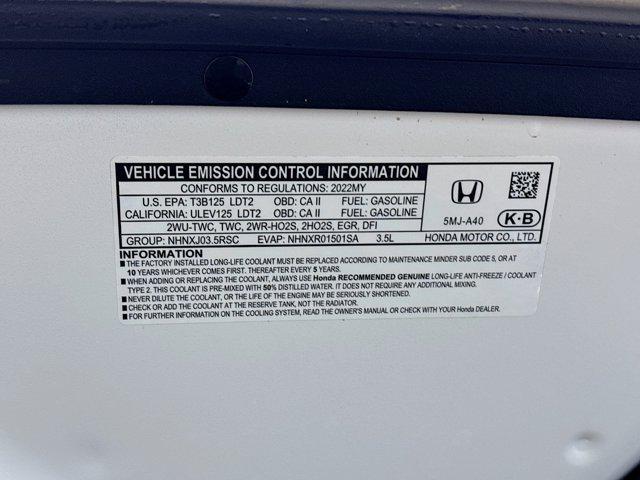 VEHICLE EMISSION CONTROL INFORMATION
CONFORMS TO REGULATIONS: 2022MY
U.S. EPA: T3B125 LDT2 OBD: CA II FUEL: GASOLINE
CALIFORNIA: ULEV125 LDT2 OBD: CA II FUEL: GASOLINE
2WU-TWC, TWC, 2WR-HO2S, 2HO2S, EGR, DFI
GROUP: NHNXJ03.5RSC EVAP: NHNXR01501SA 3.5L
5MJ-A40
K·B
HONDA MOTOR CO., LTD.
INFORMATION
■ THE FACTORY INSTALLED LONG-LIFE COOLANT MUST BE REPLACED ACCORDING TO MAINTENANCE MINDER SUB CODE 5, OR AT
10 YEARS WHICHEVER COMES FIRST. THEREAFTER EVERY 5 YEARS.
■ WHEN ADDING OR REPLACING THE COOLANT, ALWAYS USE Honda RECOMMENDED GENUINE LONG-LIFE ANTI-FREEZE / COOLANT
TYPE 2. THIS COOLANT IS PRE-MIXED WITH 50% DISTILLED WATER. IT DOES NOT REQUIRE ANY ADDITIONAL MIXING.
■ NEVER DILUTE THE COOLANT, OR THE LIFE OF THE ENGINE MAY BE SERIOUSLY SHORTENED.
■ CHECK OR ADD THE COOLANT AT THE RESERVE TANK, NOT THE RADIATOR.
■ FOR FURTHER INFORMATION ON THE COOLING SYSTEM, READ THE OWNER'S MANUAL OR CHECK WITH YOUR Honda DEALER.